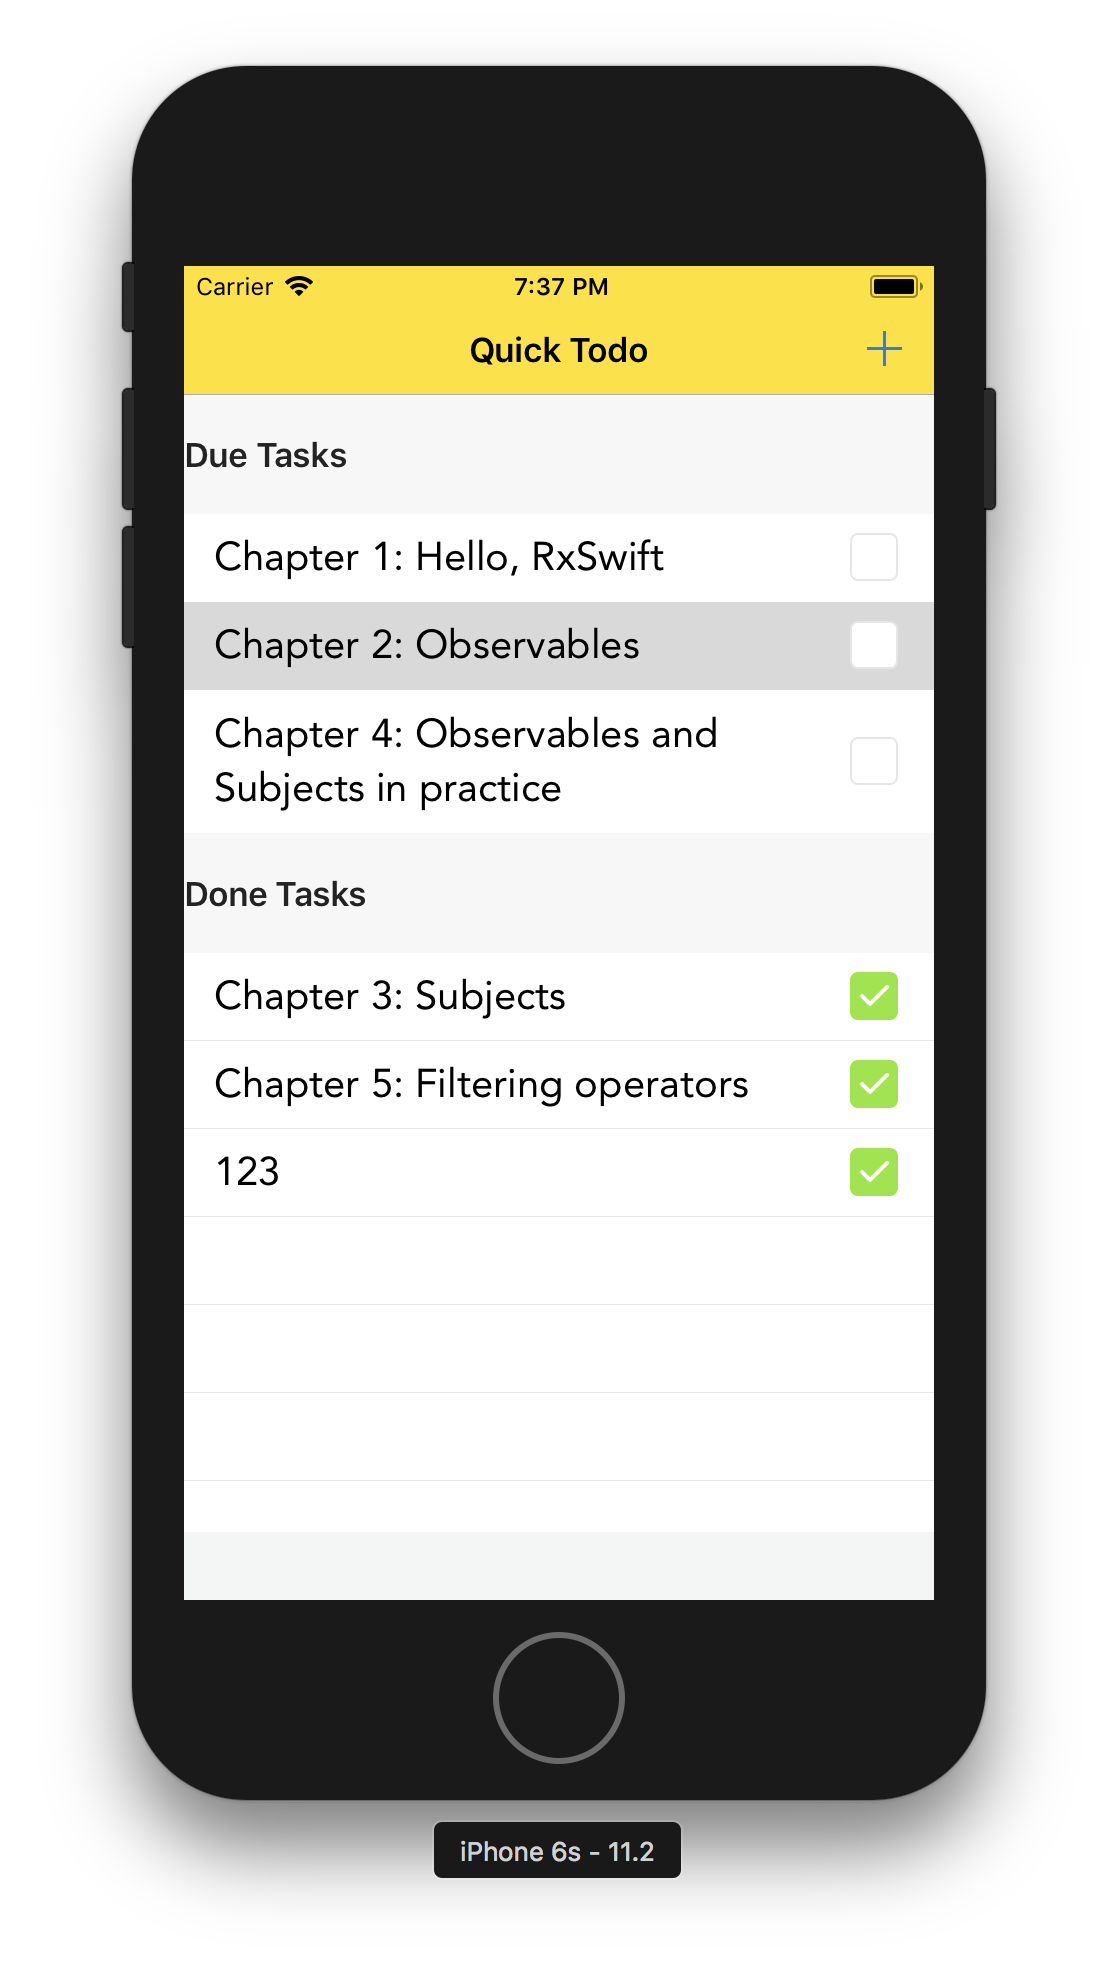 Carrier 7:37 PM
Quick Todo
Due Tasks
Chapter 1: Hello, RxSwift
Chapter 2: Observables
Chapter 4: Observables and
Subjects in practice
Done Tasks
Chapter 3: Subjects
Chapter 5: Filtering operators
123
iPhone 6s - 11.2